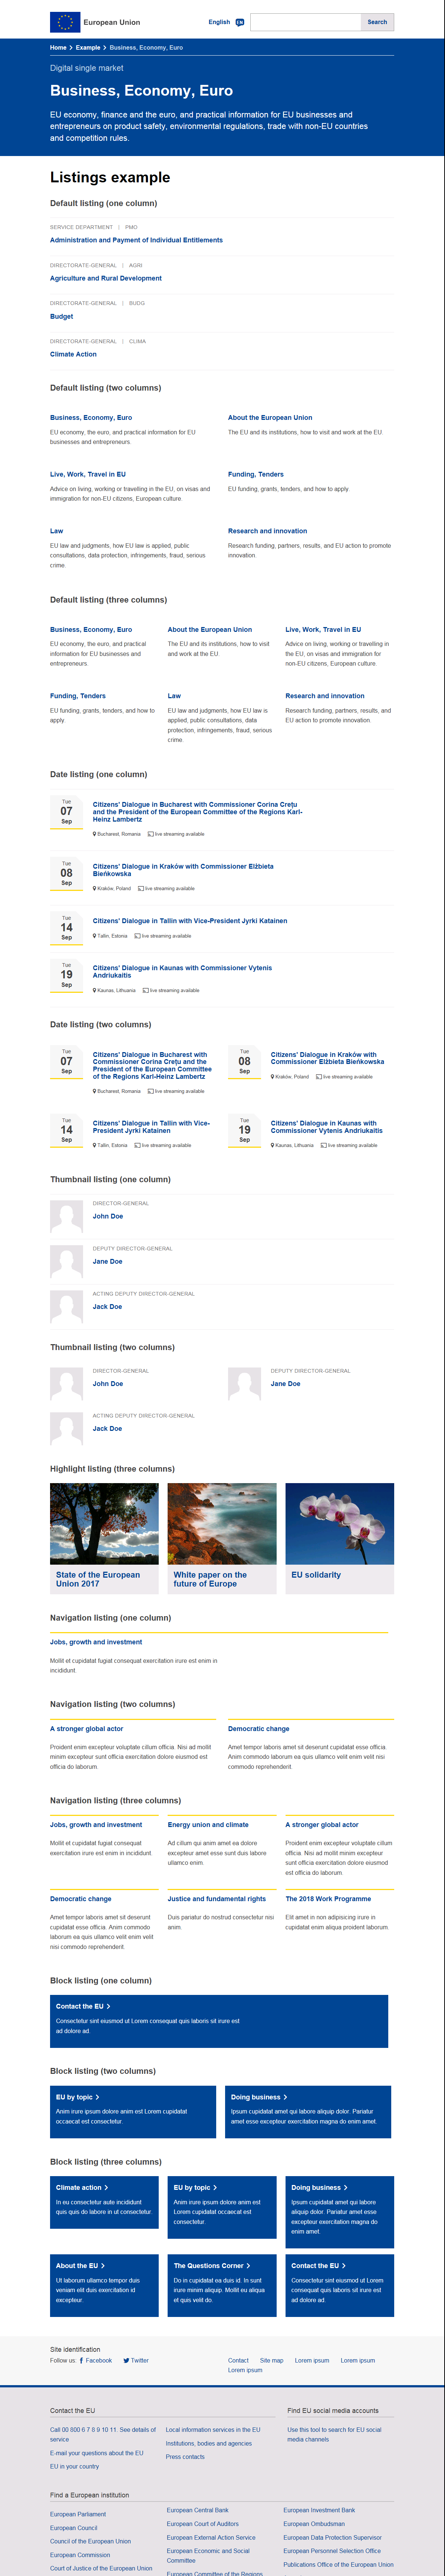 European Union
English EN Search
Home > Example > Business, Economy, Euro
Digital single market
Business, Economy, Euro
EU economy, finance and the euro, and practical information for EU businesses and
entrepreneurs on product safety, environmental regulations, trade with non-EU countries
and competition rules.
Listings example
Default listing (one column)
SERVICE DEPARTMENT | PMO
Administration and Payment of Individual Entitlements
DIRECTORATE-GENERAL | AGRI
Agriculture and Rural Development
DIRECTORATE-GENERAL | BUDG
Budget
DIRECTORATE-GENERAL | CLIMA
Climate Action
Default listing (two columns)
Business, Economy, Euro
EU economy, the euro, and practical information for EU
businesses and entrepreneurs.
About the European Union
The EU and its institutions, how to visit and work at the EU.
Live, Work, Travel in EU
Advice on living, working or travelling in the EU, on visas and
immigration for non-EU citizens, European culture.
Funding, Tenders
EU funding, grants, tenders, and how to apply.
Law
EU law and judgments, how EU law is applied, public
consultations, data protection, infringements, fraud, serious
crime.
Research and innovation
Research funding, partners, results, and EU action to promote
innovation.
Default listing (three columns)
Business, Economy, Euro
EU economy, the euro, and practical
information for EU businesses and
entrepreneurs.
About the European Union
The EU and its institutions, how to visit
and work at the EU.
Live, Work, Travel in EU
Advice on living, working or travelling in
the EU, on visas and immigration for
non-EU citizens, European culture.
Funding, Tenders
EU funding, grants, tenders, and how to
apply.
Law
EU law and judgments, how EU law is
applied, public consultations, data
protection, infringements, fraud, serious
crime.
Research and innovation
Research funding, partners, results, and
EU action to promote innovation.
Date listing (one column)
Tue
07
Sep
Citizens' Dialogue in Bucharest with Commissioner Corina Crețu
and the President of the European Committee of the Regions Karl-
Heinz Lambertz
Bucharest, Romania live streaming available
Tue
08
Sep
Citizens' Dialogue in Kraków with Commissioner Elżbieta
Bieńkowska
Kraków, Poland live streaming available
Tue
14
Sep
Citizens' Dialogue in Tallin with Vice-President Jyrki Katainen
Tallin, Estonia live streaming available
Tue
19
Sep
Citizens' Dialogue in Kaunas with Commissioner Vytenis
Andriukaitis
Kaunas, Lithuania live streaming available
Date listing (two columns)
Tue
07
Sep
Citizens' Dialogue in Bucharest with
Commissioner Corina Crețu and the
President of the European Committee
of the Regions Karl-Heinz Lambertz
Bucharest, Romania live streaming available
Tue
08
Sep
Citizens' Dialogue in Kraków with
Commissioner Elżbieta Bieńkowska
Kraków, Poland live streaming available
Tue
14
Sep
Citizens' Dialogue in Tallin with Vice-
President Jyrki Katainen
Tallin, Estonia live streaming available
Tue
19
Sep
Citizens' Dialogue in Kaunas with
Commissioner Vytenis Andriukaitis
Kaunas, Lithuania live streaming available
Thumbnail listing (one column)
DIRECTOR-GENERAL
John Doe
DEPUTY DIRECTOR-GENERAL
Jane Doe
ACTING DEPUTY DIRECTOR-GENERAL
Jack Doe
Thumbnail listing (two columns)
DIRECTOR-GENERAL
John Doe
DEPUTY DIRECTOR-GENERAL
Jane Doe
ACTING DEPUTY DIRECTOR-GENERAL
Jack Doe
Highlight listing (three columns)
State of the European
Union 2017
White paper on the
future of Europe
EU solidarity
Navigation listing (one column)
Jobs, growth and investment
Mollit et cupidatat fugiat consequat exercitation irure est enim in
incididunt.
Navigation listing (two columns)
A stronger global actor
Proident enim excepteur voluptate cillum officia. Nisi ad mollit
minim excepteur sunt officia exercitation dolore eiusmod est
officia do laborum.
Democratic change
Amet tempor laboris amet sit deserunt cupidatat esse officia.
Anim commodo laborum ea quis ullamco velit enim velit nisi
commodo reprehenderit.
Navigation listing (three columns)
Jobs, growth and investment
Mollit et cupidatat fugiat consequat
exercitation irure est enim in incididunt.
Energy union and climate
Ad cillum qui anim amet ea dolore
excepteur amet esse sunt duis labore
ullamco enim.
A stronger global actor
Proident enim excepteur voluptate cillum
officia. Nisi ad mollit minim excepteur
sunt officia exercitation dolore eiusmod
est officia do laborum.
Democratic change
Amet tempor laboris amet sit deserunt
cupidatat esse officia. Anim commodo
laborum ea quis ullamco velit enim velit
nisi commodo reprehenderit.
Justice and fundamental rights
Duis pariatur do nostrud consectetur nisi
anim.
The 2018 Work Programme
Elit amet in non adipisicing irure in
cupidatat enim aliqua proident laborum.
Block listing (one column)
Contact the EU >
Consectetur sint eiusmod ut Lorem consequat quis laboris sit irure est
ad dolore ad.
Block listing (two columns)
EU by topic >
Anim irure ipsum dolore anim est Lorem cupidatat
occaecat est consectetur.
Doing business >
Ipsum cupidatat amet qui labore aliquip dolor. Pariatur
amet esse excepteur exercitation magna do enim amet.
Block listing (three columns)
Climate action >
In eu consectetur aute incididunt
quis quis do labore in ut consectetur.
EU by topic >
Anim irure ipsum dolore anim est
Lorem cupidatat occaecat est
consectetur.
Doing business >
Ipsum cupidatat amet qui labore
aliquip dolor. Pariatur amet esse
excepteur exercitation magna do
enim amet.
About the EU >
Ut laborum ullamco tempor duis
veniam elit duis exercitation id
excepteur.
The Questions Corner >
Do in cupidatat ea duis id. In sunt
irure minim aliquip. Mollit eu aliqua
et quis velit do.
Contact the EU >
Consectetur sint eiusmod ut Lorem
consequat quis laboris sit irure est
ad dolore ad.
Site identification
Follow us: Facebook Twitter
Contact Site map Lorem ipsum Lorem ipsum
Lorem ipsum
Contact the EU
Call 00 800 6 7 8 9 10 11. See details of
service
E-mail your questions about the EU
EU in your country
Local information services in the EU
Institutions, bodies and agencies
Press contacts
Find EU social media accounts
Use this tool to search for EU social
media channels
Find a European institution
European Parliament
European Council
Council of the European Union
European Commission
Court of Justice of the European Union
European Central Bank
European Court of Auditors
European External Action Service
European Economic and Social
Committee
European Committee of the Regions
European Investment Bank
European Ombudsman
European Data Protection Supervisor
European Personnel Selection Office
Publications Office of the European Union